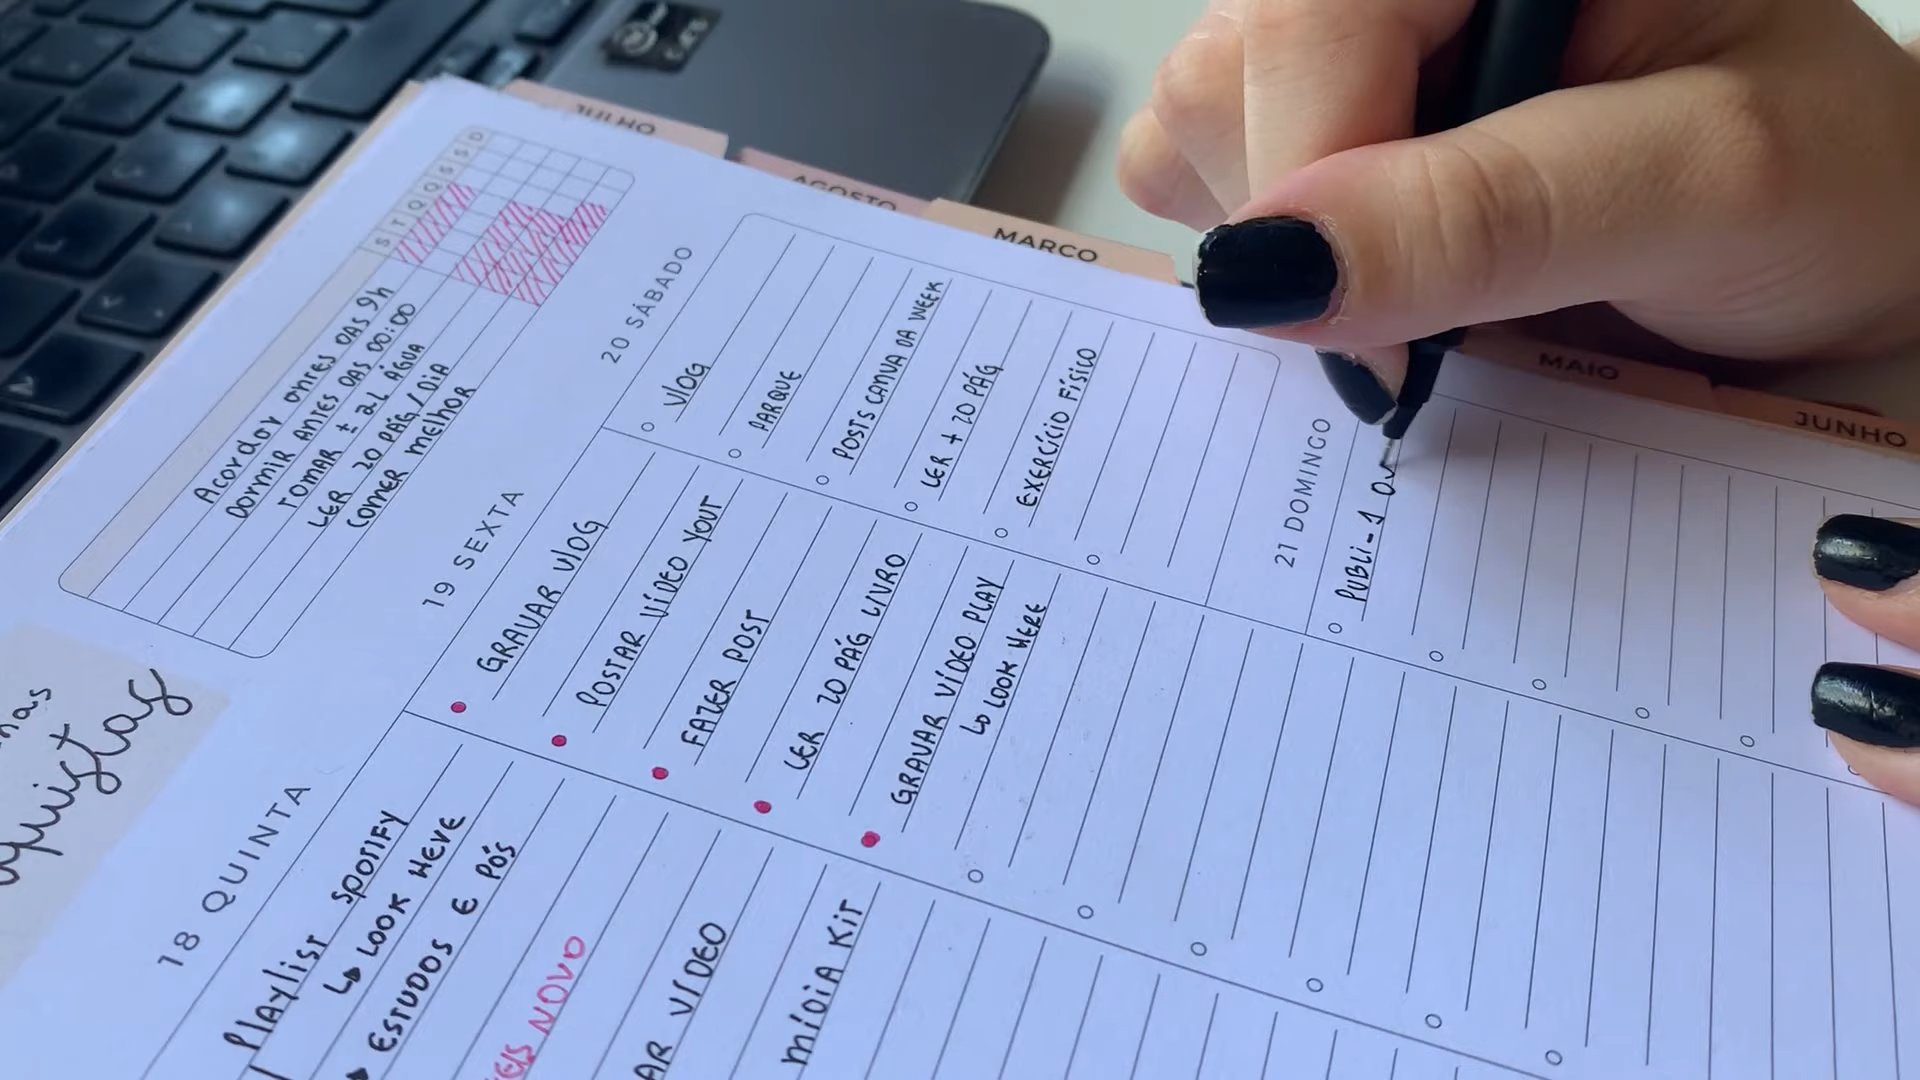 JULHO
AGOSTO
MARCO
MAIO
JUNHO
S T Q Q S S D
Acordar antes das 9h
Dormir antes das 00:00
Tomar ± 2L água
Ler 20 pág/dia
Comer melhor
18 QUINTA
Playlist Spotify
↳ Look Here
Estudos e pós
NOVO
VIDEO
mídia kit
19 SEXTA
GRAVAR VLOG
POSTAR VÍDEO YOUT
FAZER POST
LER 20 PÁG LIVRO
GRAVAR VÍDEO PLAY
↳ LOOK HERE
20 SÁBADO
VLOG
PARQUE
POSTS CANVA DA WEEK
LER + 20 PÁG
EXERCÍCIO FÍSICO
21 DOMINGO
PUBLI - 1